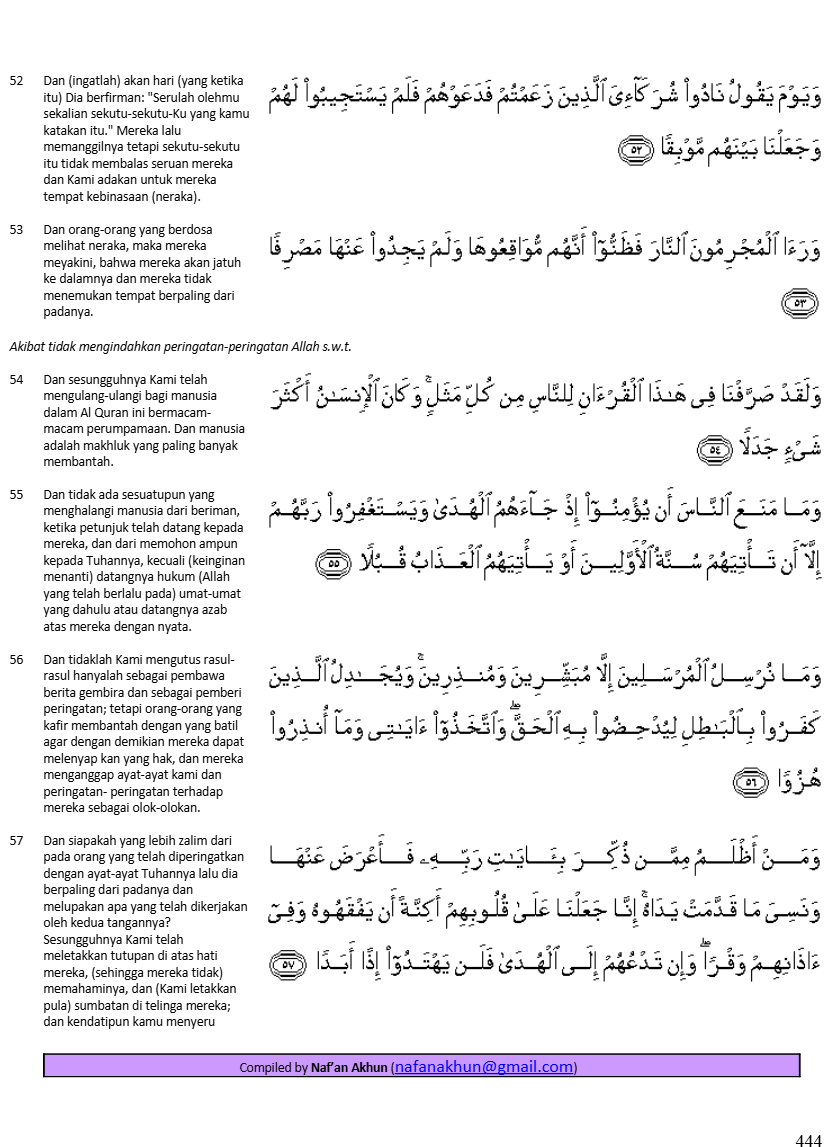 52 Dan (ingatlah) akan hari (yang ketika
itu) Dia berfirman: "Serulah olehmu
sekalian sekutu-sekutu-Ku yang kamu
katakan itu." Mereka lalu
memanggilnya tetapi sekutu-sekutu
itu tidak membalas seruan mereka
dan Kami adakan untuk mereka
tempat kebinasaan (neraka).
وَيَوْمَ يَقُولُ نَادُوا۟ شُرَكَآءِىَ ٱلَّذِينَ زَعَمْتُمْ فَدَعَوْهُمْ فَلَمْ يَسْتَجِيبُوا۟ لَهُمْ
وَجَعَلْنَا بَيْنَهُم مَّوْبِقًا ٥٢
53 Dan orang-orang yang berdosa
melihat neraka, maka mereka
meyakini, bahwa mereka akan jatuh
ke dalamnya dan mereka tidak
menemukan tempat berpaling dari
padanya.
وَرَءَا ٱلْمُجْرِمُونَ ٱلنَّارَ فَظَنُّوٓا۟ أَنَّهُم مُّوَاقِعُوهَا وَلَمْ يَجِدُوا۟ عَنْهَا مَصْرِفًا
٥٣
Akibat tidak mengindahkan peringatan-peringatan Allah s.w.t.
54 Dan sesungguhnya Kami telah
mengulang-ulangi bagi manusia
dalam Al Quran ini bermacam-
macam perumpamaan. Dan manusia
adalah makhluk yang paling banyak
membantah.
وَلَقَدْ صَرَّفْنَا فِى هَـٰذَا ٱلْقُرْءَانِ لِلنَّاسِ مِن كُلِّ مَثَلٍ ۚ وَكَانَ ٱلْإِنسَـٰنُ أَكْثَرَ
شَىْءٍ جَدَلًا ٥٤
55 Dan tidak ada sesuatupun yang
menghalangi manusia dari beriman,
ketika petunjuk telah datang kepada
mereka, dan dari memohon ampun
kepada Tuhannya, kecuali (keinginan
menanti) datangnya hukum (Allah
yang telah berlalu pada) umat-umat
yang dahulu atau datangnya azab
atas mereka dengan nyata.
وَمَا مَنَعَ ٱلنَّاسَ أَن يُؤْمِنُوٓا۟ إِذْ جَآءَهُمُ ٱلْهُدَىٰ وَيَسْتَغْفِرُوا۟ رَبَّهُمْ
إِلَّآ أَن تَأْتِيَهُمْ سُنَّةُ ٱلْأَوَّلِينَ أَوْ يَأْتِيَهُمُ ٱلْعَذَابُ قُبُلًا ٥٥
56 Dan tidaklah Kami mengutus rasul-
rasul hanyalah sebagai pembawa
berita gembira dan sebagai pemberi
peringatan; tetapi orang-orang yang
kafir membantah dengan yang batil
agar dengan demikian mereka dapat
melenyap kan yang hak, dan mereka
menganggap ayat-ayat kami dan
peringatan- peringatan terhadap
mereka sebagai olok-olokan.
وَمَا نُرْسِلُ ٱلْمُرْسَلِينَ إِلَّا مُبَشِّرِينَ وَمُنذِرِينَ ۚ وَيُجَـٰدِلُ ٱلَّذِينَ
كَفَرُوا۟ بِٱلْبَـٰطِلِ لِيُدْحِضُوا۟ بِهِ ٱلْحَقَّ ۖ وَٱتَّخَذُوٓا۟ ءَايَـٰتِى وَمَآ أُنذِرُوا۟
هُزُوًا ٥٦
57 Dan siapakah yang lebih zalim dari
pada orang yang telah diperingatkan
dengan ayat-ayat Tuhannya lalu dia
berpaling dari padanya dan
melupakan apa yang telah dikerjakan
oleh kedua tangannya?
Sesungguhnya Kami telah
meletakkan tutupan di atas hati
mereka, (sehingga mereka tidak)
memahaminya, dan (Kami letakkan
pula) sumbatan di telinga mereka;
dan kendatipun kamu menyeru
وَمَنْ أَظْلَمُ مِمَّن ذُكِّرَ بِـَٔايَـٰتِ رَبِّهِۦ فَأَعْرَضَ عَنْهَا
وَنَسِىَ مَا قَدَّمَتْ يَدَاهُ ۚ إِنَّا جَعَلْنَا عَلَىٰ قُلُوبِهِمْ أَكِنَّةً أَن يَفْقَهُوهُ وَفِىٓ
ءَاذَانِهِمْ وَقْرًا ۖ وَإِن تَدْعُهُمْ إِلَى ٱلْهُدَىٰ فَلَن يَهْتَدُوٓا۟ إِذًا أَبَدًا ٥٧
Compiled by Naf'an Akhun (nafanakhun@gmail.com)
444